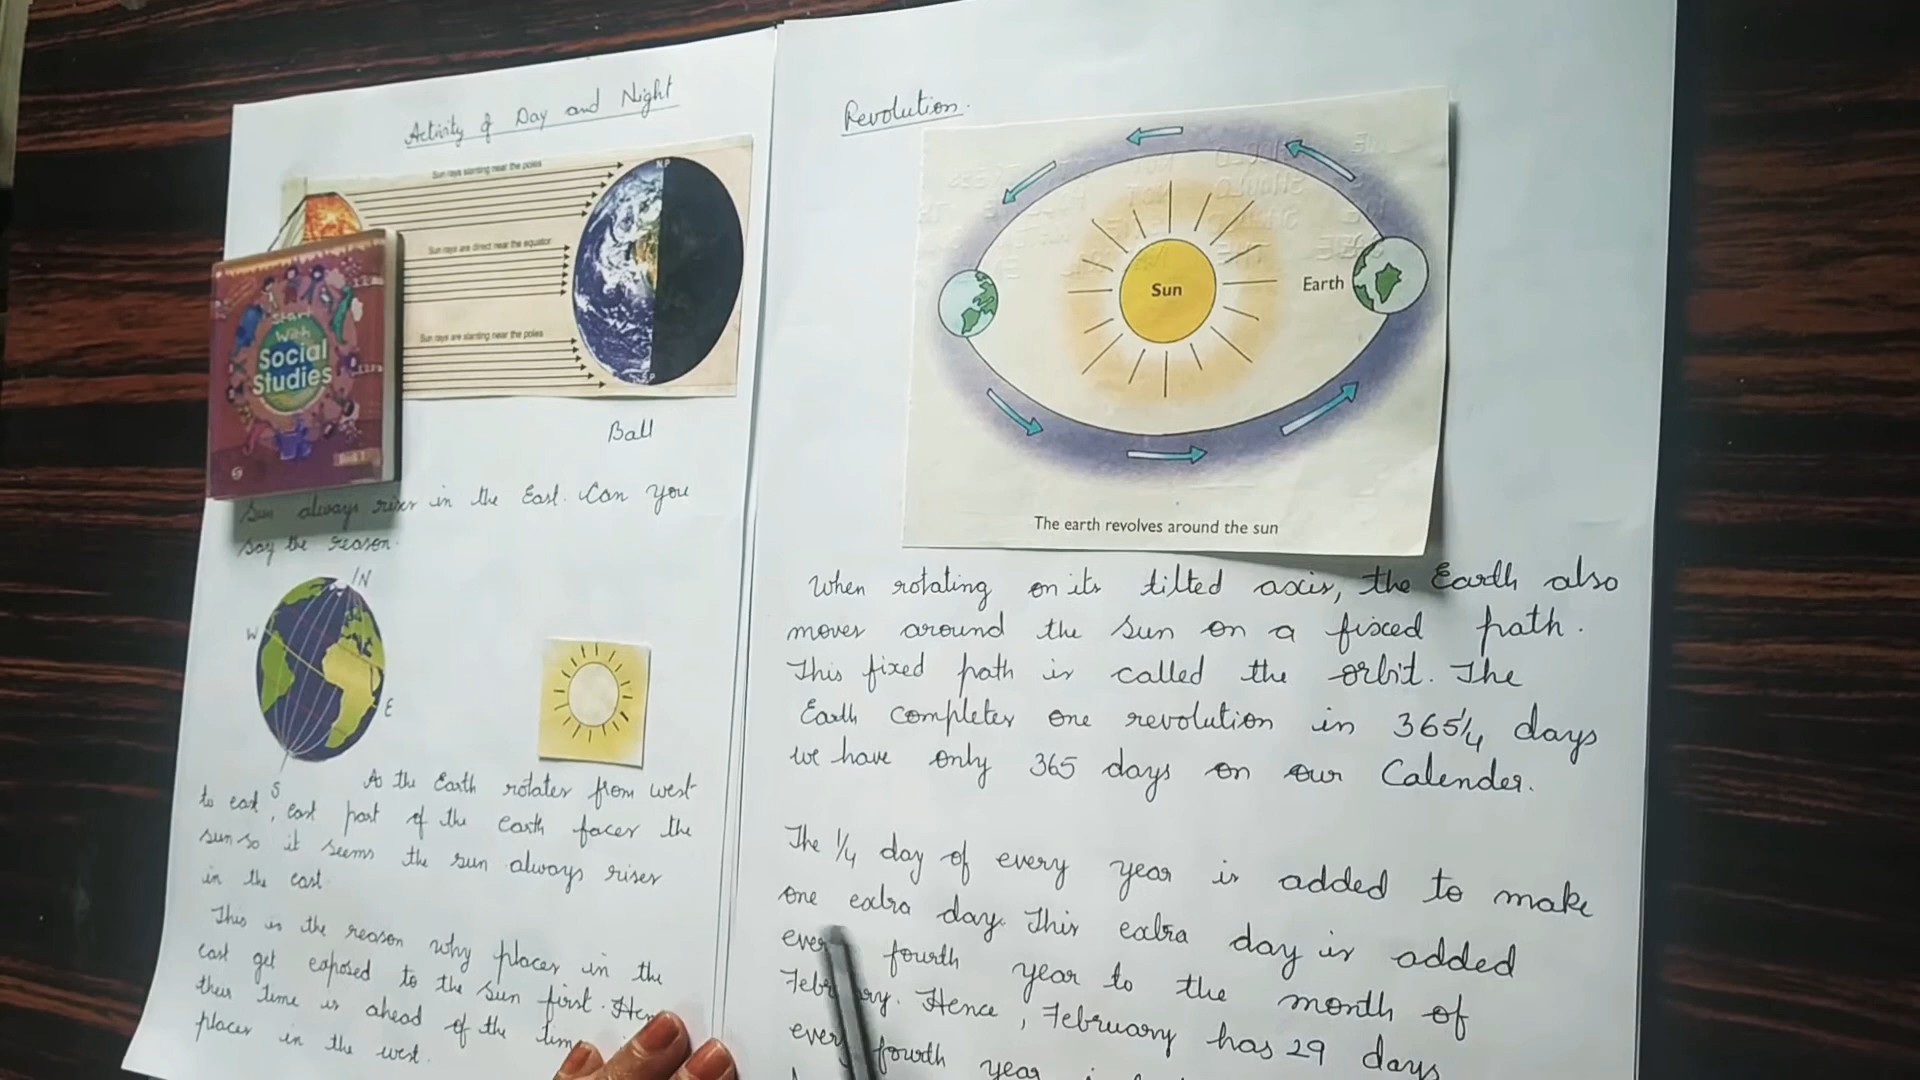 Activity of Day and Night
Sun rays slanting near the poles
N P
Sun rays are direct near the equator
Sun rays are slanting near the poles
P
Start
With
Social
Studies
Ball
Sun always rises in the East. Can you
say the reason.
N
W
E
S
As the Earth rotates from west
to east, east part of the earth faces the
sun so it seems the sun always rises
in the east.
This is the reason why places in the
east get exposed to the Sun first.
their time is ahead of the time
places in the west.
Revolution.
Sun
Earth
The earth revolves around the sun
When rotating on its tilted axis, the Earth also
moves around the Sun on a fixed path.
This fixed path is called the orbit. The
Earth completes one revolution in 365¼ days
we have only 365 days on our Calender.
The ¼ day of every year is added to make
one extra day. This extra day is added
fourth year to the month of
Hence, February has 29 days
fourth year